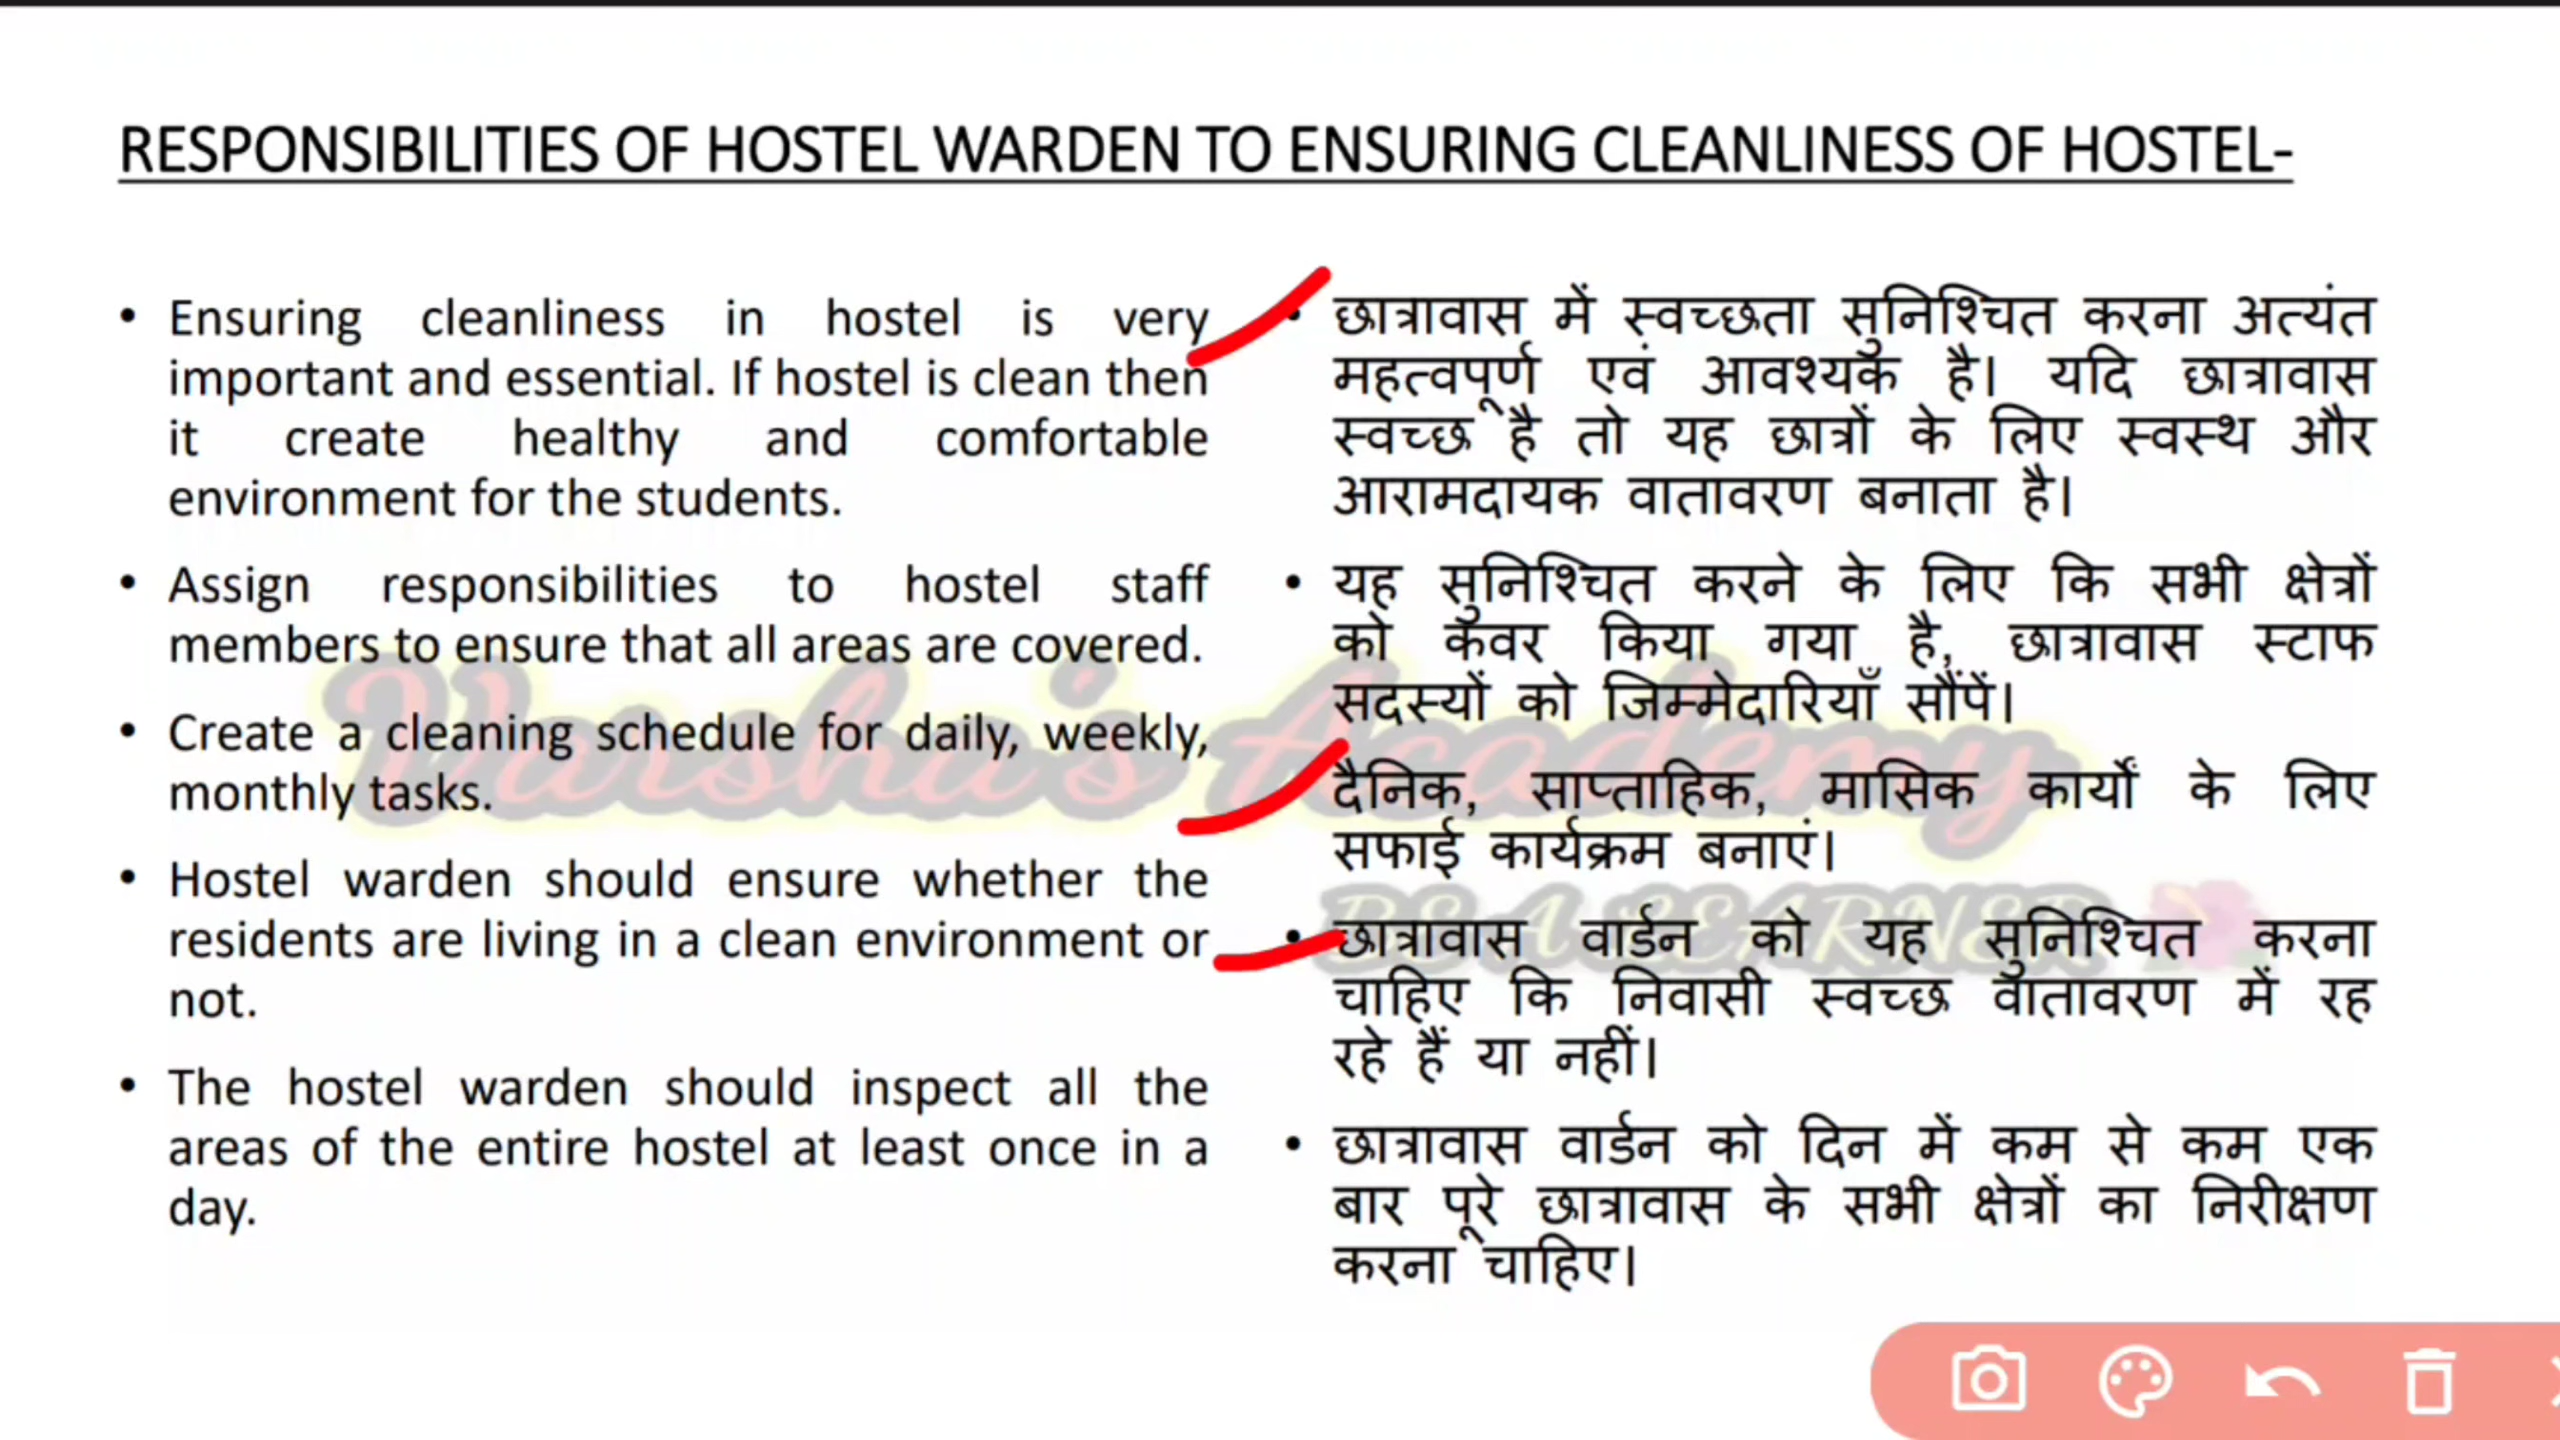 RESPONSIBILITIES OF HOSTEL WARDEN TO ENSURING CLEANLINESS OF HOSTEL-
• Ensuring cleanliness in hostel is very
important and essential. If hostel is clean then
it create healthy and comfortable
environment for the students.
• Assign responsibilities to hostel staff
members to ensure that all areas are covered.
• Create a cleaning schedule for daily, weekly,
monthly tasks.
• Hostel warden should ensure whether the
residents are living in a clean environment or
not.
• The hostel warden should inspect all the
areas of the entire hostel at least once in a
day.
• छात्रावास में स्वच्छता सुनिश्चित करना अत्यंत
महत्वपूर्ण एवं आवश्यक है। यदि छात्रावास
स्वच्छ है तो यह छात्रों के लिए स्वस्थ और
आरामदायक वातावरण बनाता है।
• यह सुनिश्चित करने के लिए कि सभी क्षेत्रों
को कवर किया गया है, छात्रावास स्टाफ
सदस्यों को जिम्मेदारियाँ सौंपें।
दैनिक, साप्ताहिक, मासिक कार्यों के लिए
सफाई कार्यक्रम बनाएं।
• छात्रावास वार्डन को यह सुनिश्चित करना
चाहिए कि निवासी स्वच्छ वातावरण में रह
रहे हैं या नहीं।
• छात्रावास वार्डन को दिन में कम से कम एक
बार पूरे छात्रावास के सभी क्षेत्रों का निरीक्षण
करना चाहिए।
Varsha's Academy
BE A LEARNER